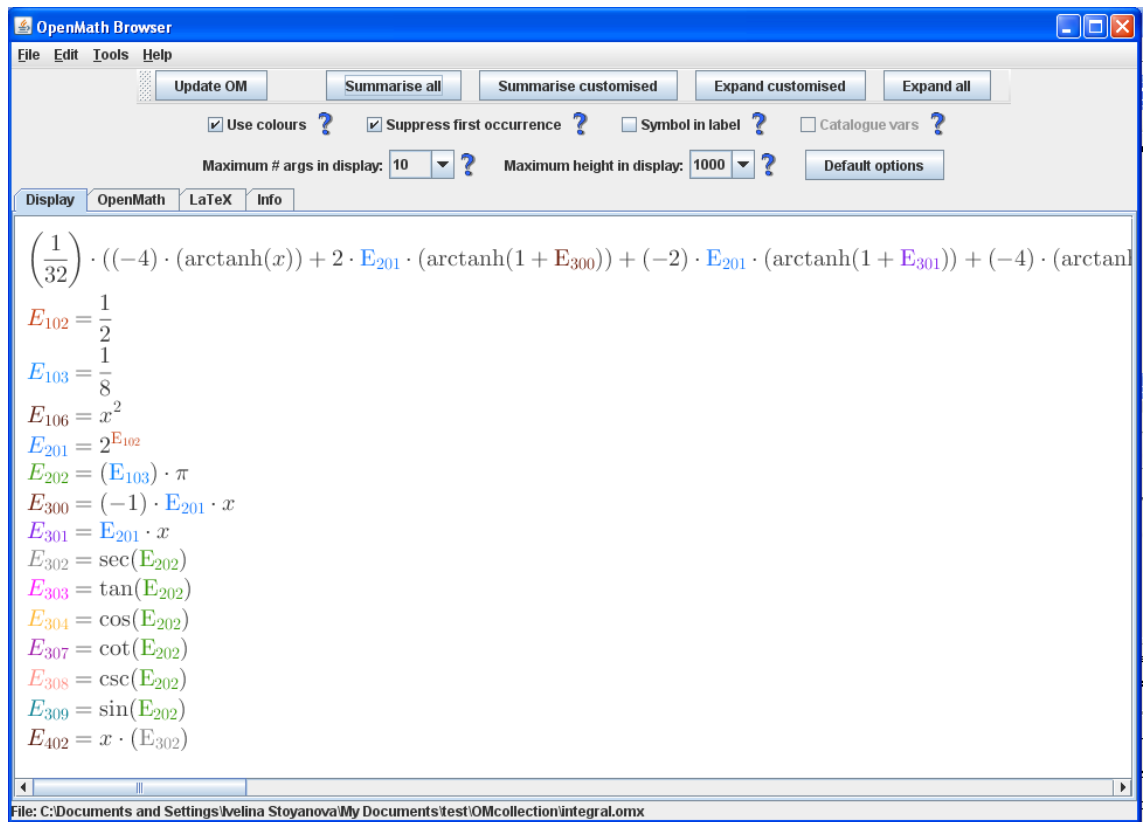 OpenMath Browser
File Edit Tools Help
Update OM Summarise all Summarise customised Expand customised Expand all
Use colours ? Suppress first occurrence ? Symbol in label ? Catalogue vars ?
Maximum # args in display: 10 ? Maximum height in display: 1000 ? Default options
Display OpenMath LaTeX Info
(1/32) · ((−4) · (arctanh(x)) + 2 · E₂₀₁ · (arctanh(1 + E₃₀₀)) + (−2) · E₂₀₁ · (arctanh(1 + E₃₀₁)) + (−4) · (arctanh
E₁₀₂ = 1/2
E₁₀₃ = 1/8
E₁₀₆ = x²
E₂₀₁ = 2^E₁₀₂
E₂₀₂ = (E₁₀₃) · π
E₃₀₀ = (−1) · E₂₀₁ · x
E₃₀₁ = E₂₀₁ · x
E₃₀₂ = sec(E₂₀₂)
E₃₀₃ = tan(E₂₀₂)
E₃₀₄ = cos(E₂₀₂)
E₃₀₇ = cot(E₂₀₂)
E₃₀₈ = csc(E₂₀₂)
E₃₀₉ = sin(E₂₀₂)
E₄₀₂ = x · (E₃₀₂)
File: C:\Documents and Settings\Ivelina Stoyanova\My Documents\test\OMcollection\integral.omx